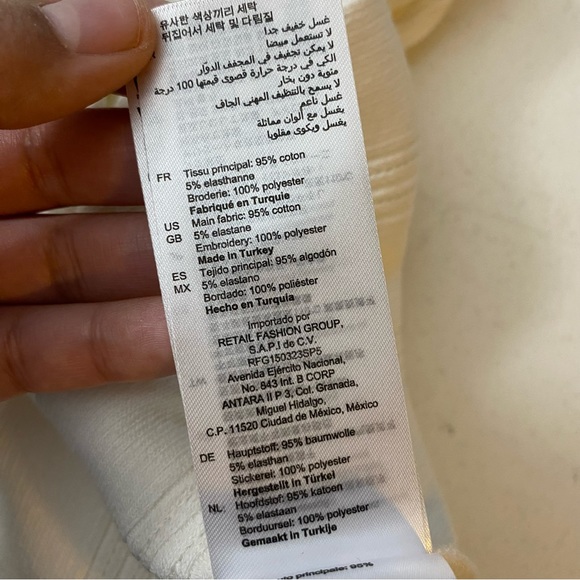 유사한 색상끼리 세탁
뒤집어서 세탁 및 다림질
غسل خفيف جدا
لا تستعمل مبيضا
لا يمكن تجفيف في المجفف الدوّار
الكي في درجة حرارة قصوى قيمتها 100 درجة
مئوية دون بخار
لا يسمح بالتنظيف المهني الجاف
غسل ناعم
يغسل مع ألوان مماثلة
يغسل ويكوى مقلوبا
FR Tissu principal: 95% coton
5% elasthanne
Broderie: 100% polyester
Fabriqué en Turquie
US Main fabric: 95% cotton
GB 5% elastane
Embroidery: 100% polyester
Made in Turkey
ES Tejido principal: 95% algodón
MX 5% elastano
Bordado: 100% poliéster
Hecho en Turquía
Importado por
RETAIL FASHION GROUP,
S.A.P.I de C.V.
RFG150323SP5
Avenida Ejército Nacional,
No. 843 Int. B CORP
ANTARA II P 3, Col. Granada,
Miguel Hidalgo,
C.P. 11520 Ciudad de México, México
DE Hauptstoff: 95% baumwolle
5% elasthan
Stickerei: 100% polyester
Hergestellt in Türkei
NL Hoofdstof: 95% katoen
5% elastaan
Borduursel: 100% polyester
Gemaakt in Turkije
principale: 95%